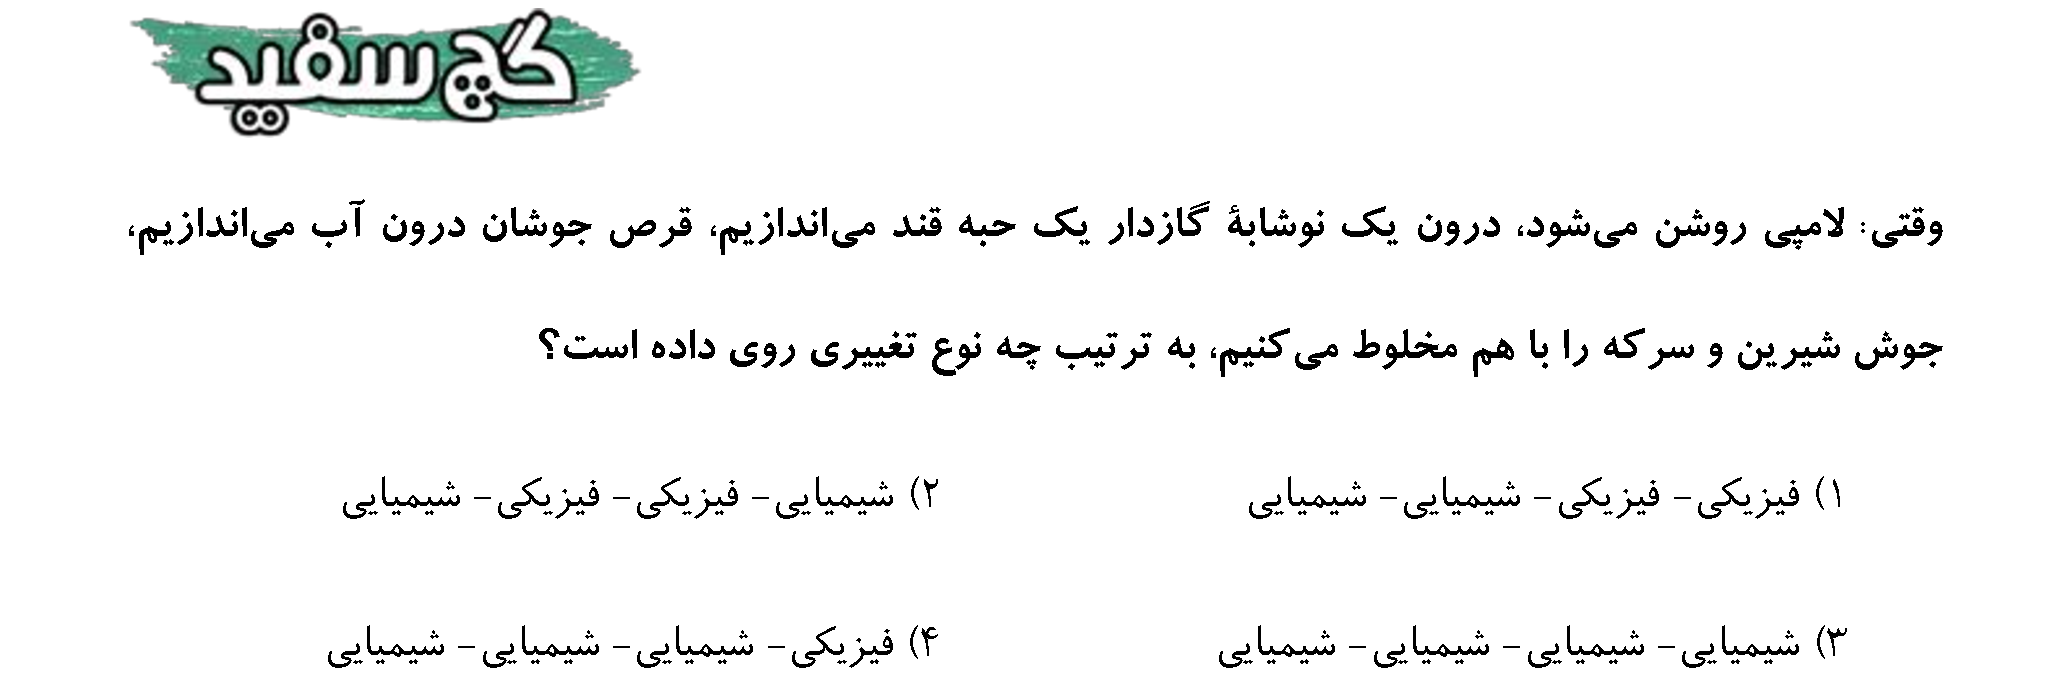 گچ سفید
وقتی: لامپی روشن می‌شود، درون یک نوشابهٔ گازدار یک حبه قند می‌اندازیم، قرص جوشان درون آب می‌اندازیم،
جوش شیرین و سرکه را با هم مخلوط می‌کنیم، به ترتیب چه نوع تغییری روی داده است؟
۱) فیزیکی- فیزیکی- شیمیایی- شیمیایی
۲) شیمیایی- فیزیکی- فیزیکی- شیمیایی
۳) شیمیایی- شیمیایی- شیمیایی- شیمیایی
۴) فیزیکی- شیمیایی- شیمیایی- شیمیایی